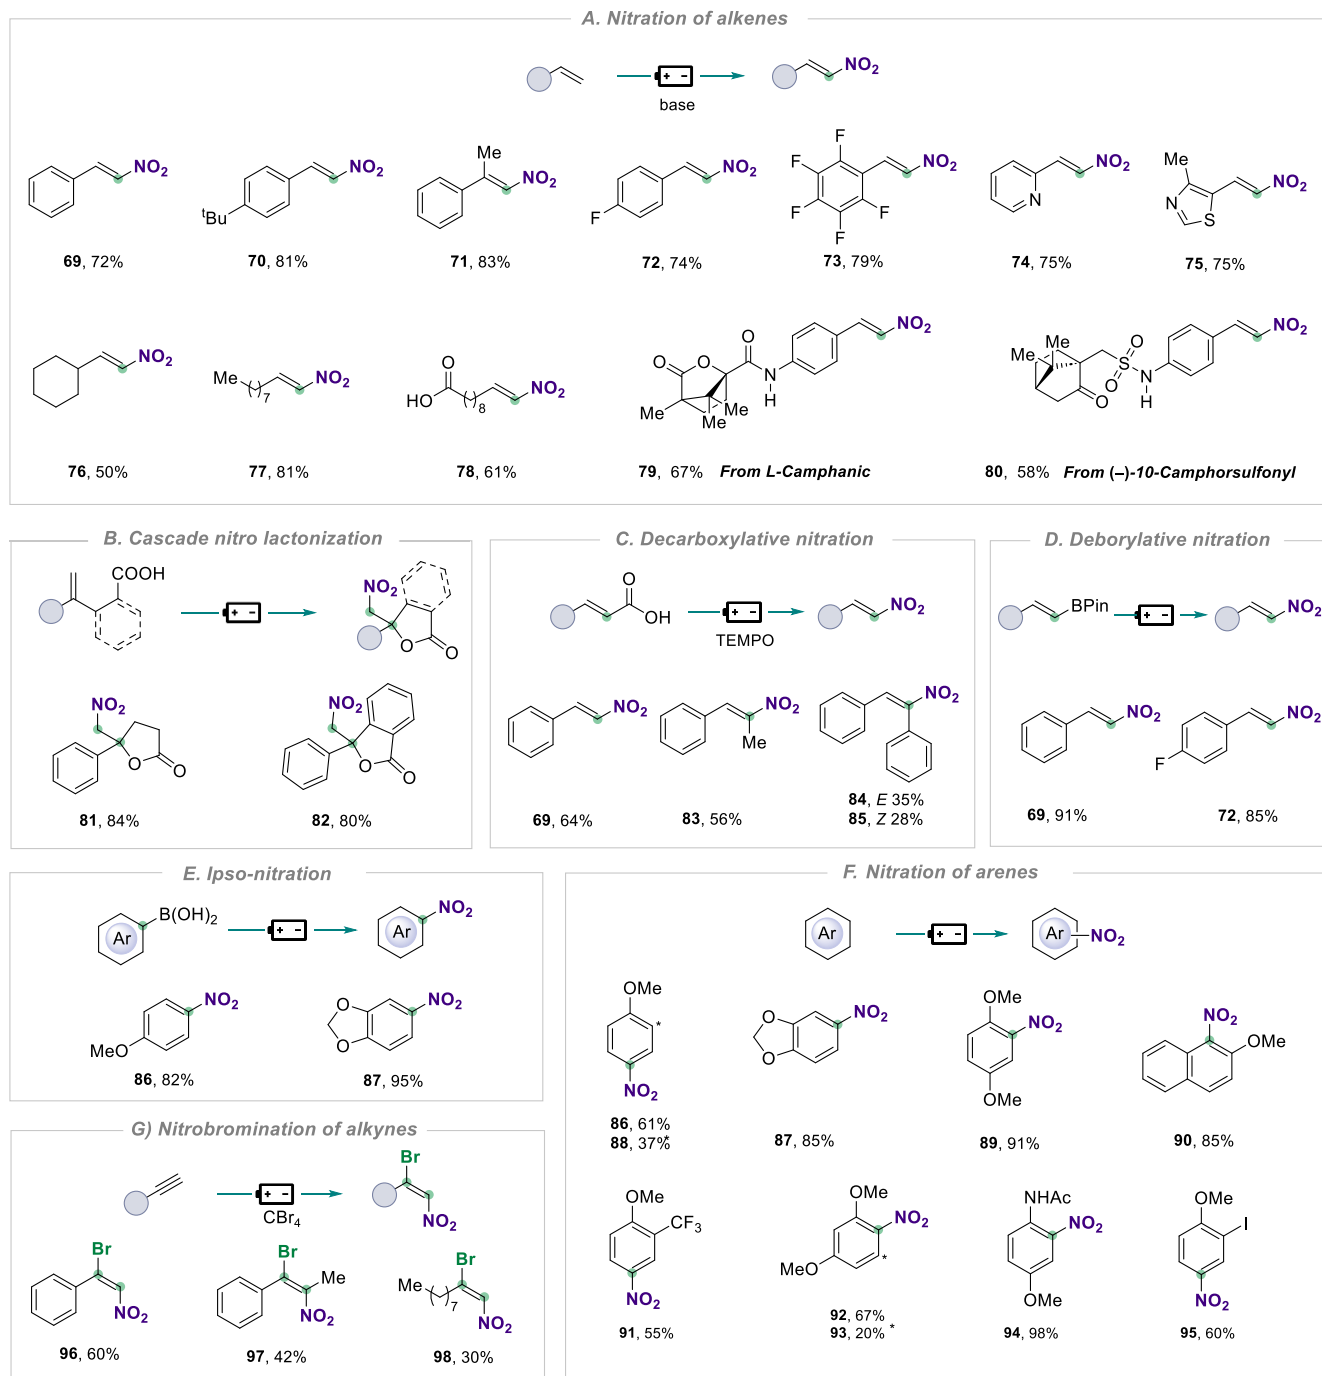 A. Nitration of alkenes
NO2
+ -
base
NO2
NO2
tBu
Me
NO2
NO2
F
F
F
F
F
F
NO2
N
NO2
Me
N
S
NO2
69, 72%
70, 81%
71, 83%
72, 74%
73, 79%
74, 75%
75, 75%
NO2
Me
( )7
NO2
O
HO
( )8
NO2
O
O
O
N
H
Me
Me
Me
NO2
Me
Me
O
O
S
O
N
H
NO2
76, 50%
77, 81%
78, 61%
79, 67% From L-Camphanic
80, 58% From (–)-10-Camphorsulfonyl
B. Cascade nitro lactonization
COOH
+ -
NO2
O
O
NO2
O
O
NO2
O
O
81, 84%
82, 80%
C. Decarboxylative nitration
O
OH
+ -
TEMPO
NO2
NO2
NO2
Me
NO2
69, 64%
83, 56%
84, E 35%
85, Z 28%
D. Deborylative nitration
BPin
+ -
NO2
NO2
NO2
F
69, 91%
72, 85%
E. Ipso-nitration
B(OH)2
Ar
+ -
NO2
Ar
NO2
MeO
O
O
NO2
86, 82%
87, 95%
F. Nitration of arenes
Ar
+ -
Ar
NO2
OMe
*
NO2
O
O
NO2
OMe
NO2
OMe
NO2
OMe
86, 61%
88, 37%*
87, 85%
89, 91%
90, 85%
OMe
CF3
NO2
OMe
NO2
MeO
*
NHAc
NO2
OMe
OMe
I
NO2
91, 55%
92, 67%
93, 20% *
94, 98%
95, 60%
G) Nitrobromination of alkynes
+ -
CBr4
Br
NO2
Br
NO2
Br
Me
NO2
Br
Me
( )7
NO2
96, 60%
97, 42%
98, 30%